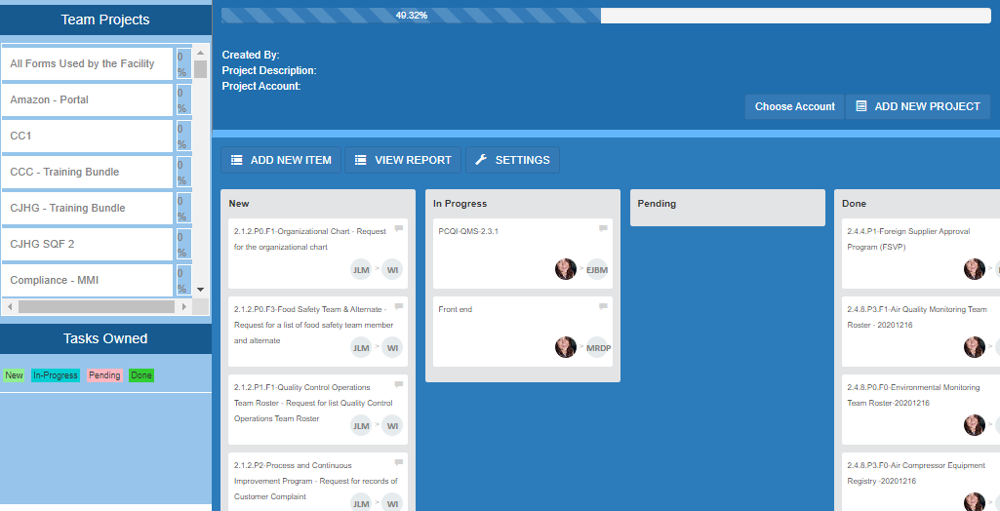 Team Projects
All Forms Used by the Facility
0
%
Amazon - Portal
0
%
CC1
0
%
CCC - Training Bundle
0
%
CJHG - Training Bundle
0
%
CJHG SQF 2
0
%
Compliance - MMI
0
%
Tasks Owned
New In-Progress Pending Done
49.32%
Created By:
Project Description:
Project Account:
Choose Account
ADD NEW PROJECT
ADD NEW ITEM
VIEW REPORT
SETTINGS
New
2.1.2.P0.F1-Organizational Chart - Request
for the organizational chart
JLM > WI
2.1.2.P0.F3-Food Safety Team & Alternate -
Request for a list of food safety team member
and alternate
JLM > WI
2.1.2.P1.F1-Quality Control Operations
Team Roster - Request for list Quality Control
Operations Team Roster
JLM > WI
2.1.2.P2-Process and Continuous
Improvement Program - Request for records of
Customer Complaint
JLM > WI
In Progress
PCQI-QMS-2.3.1
> EJBM
Front end
> MRDP
Pending
Done
2.4.4.P1-Foreign Supplier Approval
Program (FSVP)
>
2.4.8.P3.F1-Air Quality Monitoring Team
Roster - 20201216
>
2.4.8.P0.F0-Environmental Monitoring
Team Roster-20201216
>
2.4.8.P3.F0-Air Compressor Equipment
Registry -20201216
>